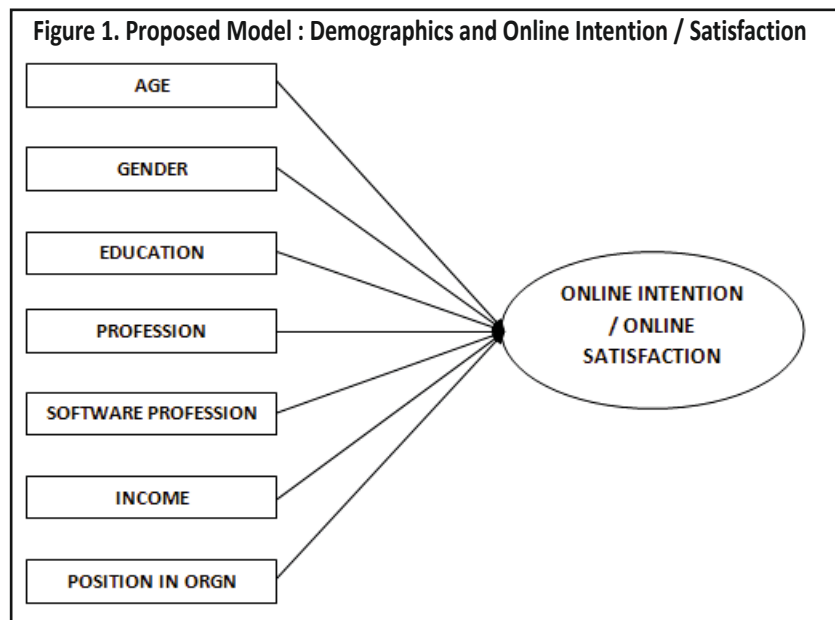 Figure 1. Proposed Model : Demographics and Online Intention / Satisfaction
AGE
GENDER
EDUCATION
PROFESSION
SOFTWARE PROFESSION
INCOME
POSITION IN ORGN
ONLINE INTENTION
/ ONLINE
SATISFACTION